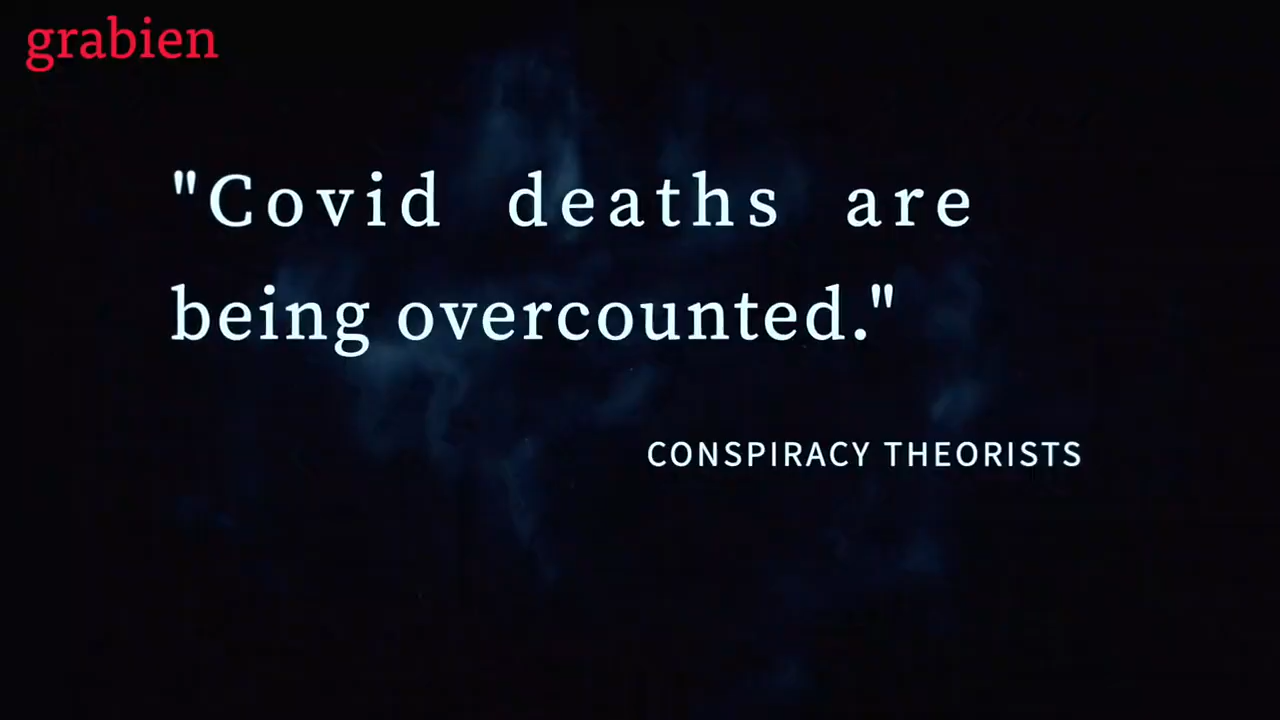 grabien
"Covid deaths are
being overcounted."
CONSPIRACY THEORISTS